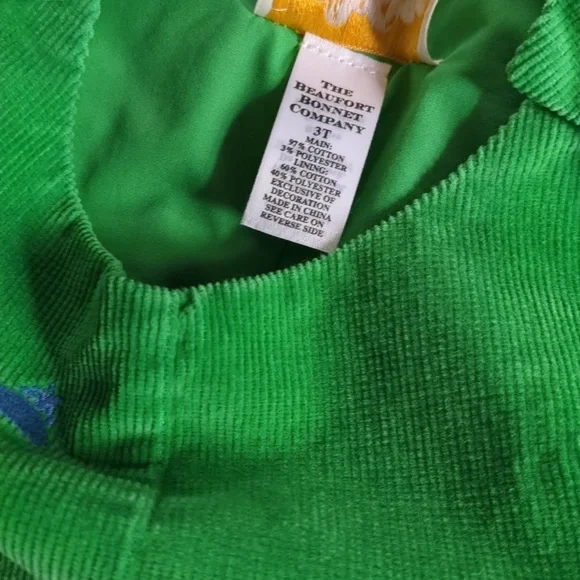 3T
THE
BEAUFORT
BONNET
COMPANY
3T
MAIN:
97% COTTON
3% POLYESTER
LINING:
60% COTTON
40% POLYESTER
EXCLUSIVE OF
DECORATION
MADE IN CHINA
SEE CARE ON
REVERSE SIDE